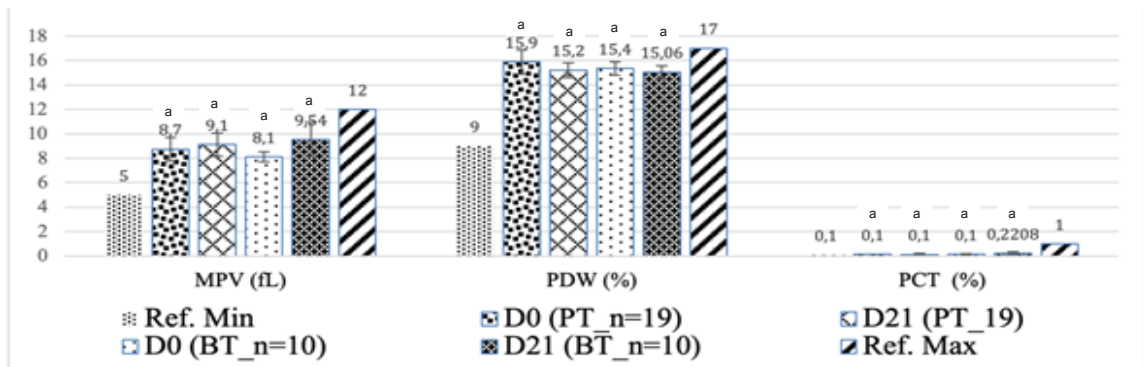 18
16
14
12
10
8
6
4
2
0
5
a
8,7
a
9,1
a
8,1
a
9,54
12
9
a
15,9
a
15,2
a
15,4
a
15,06
17
0,1
a
0,1
a
0,1
a
0,1
a
0,2208
1
MPV (fL) PDW (%) PCT (%)
Ref. Min D0 (PT_n=19) D21 (PT_19)
D0 (BT_n=10) D21 (BT_n=10) Ref. Max